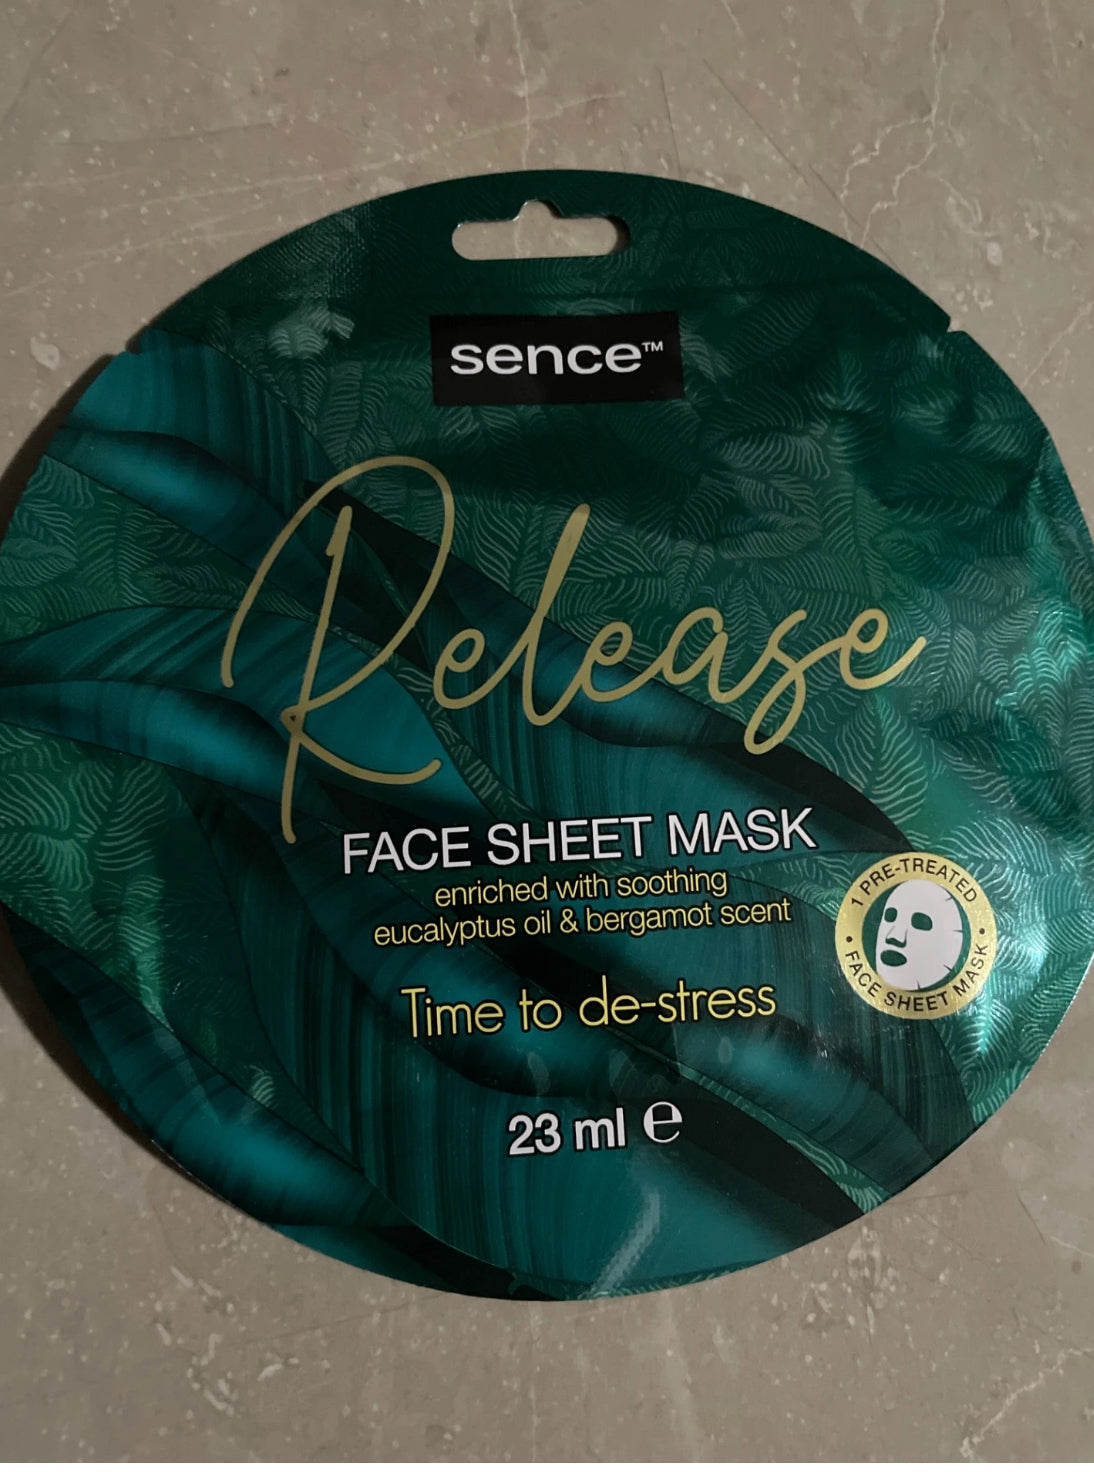 sence™
Release
FACE SHEET MASK
enriched with soothing
eucalyptus oil & bergamot scent
1 PRE-TREATED
• FACE SHEET MASK •
Time to de-stress
23 ml ℮